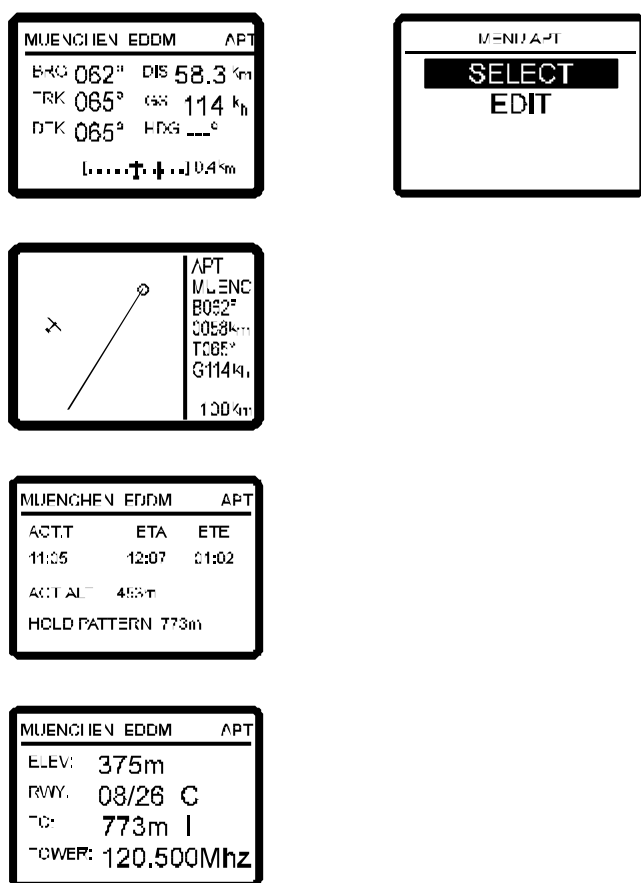 MUENCHEN EDDM APT
BRG 062° DIS 58.3 km
TRK 065° GS 114 kh
DTK 065° HDG ---°
[.....|..] 0.4km
MENU APT
SELECT
EDIT
APT
MUENC
B062°
0058km
T065°
G114kh
100km
MUENCHEN EDDM APT
ACT.T ETA ETE
11:05 12:07 01:02
ACT ALT 453m
HOLD PATTERN 773m
MUENCHEN EDDM APT
ELEV: 375m
RWY: 08/26 C
773m I
TOWER: 120.500Mhz